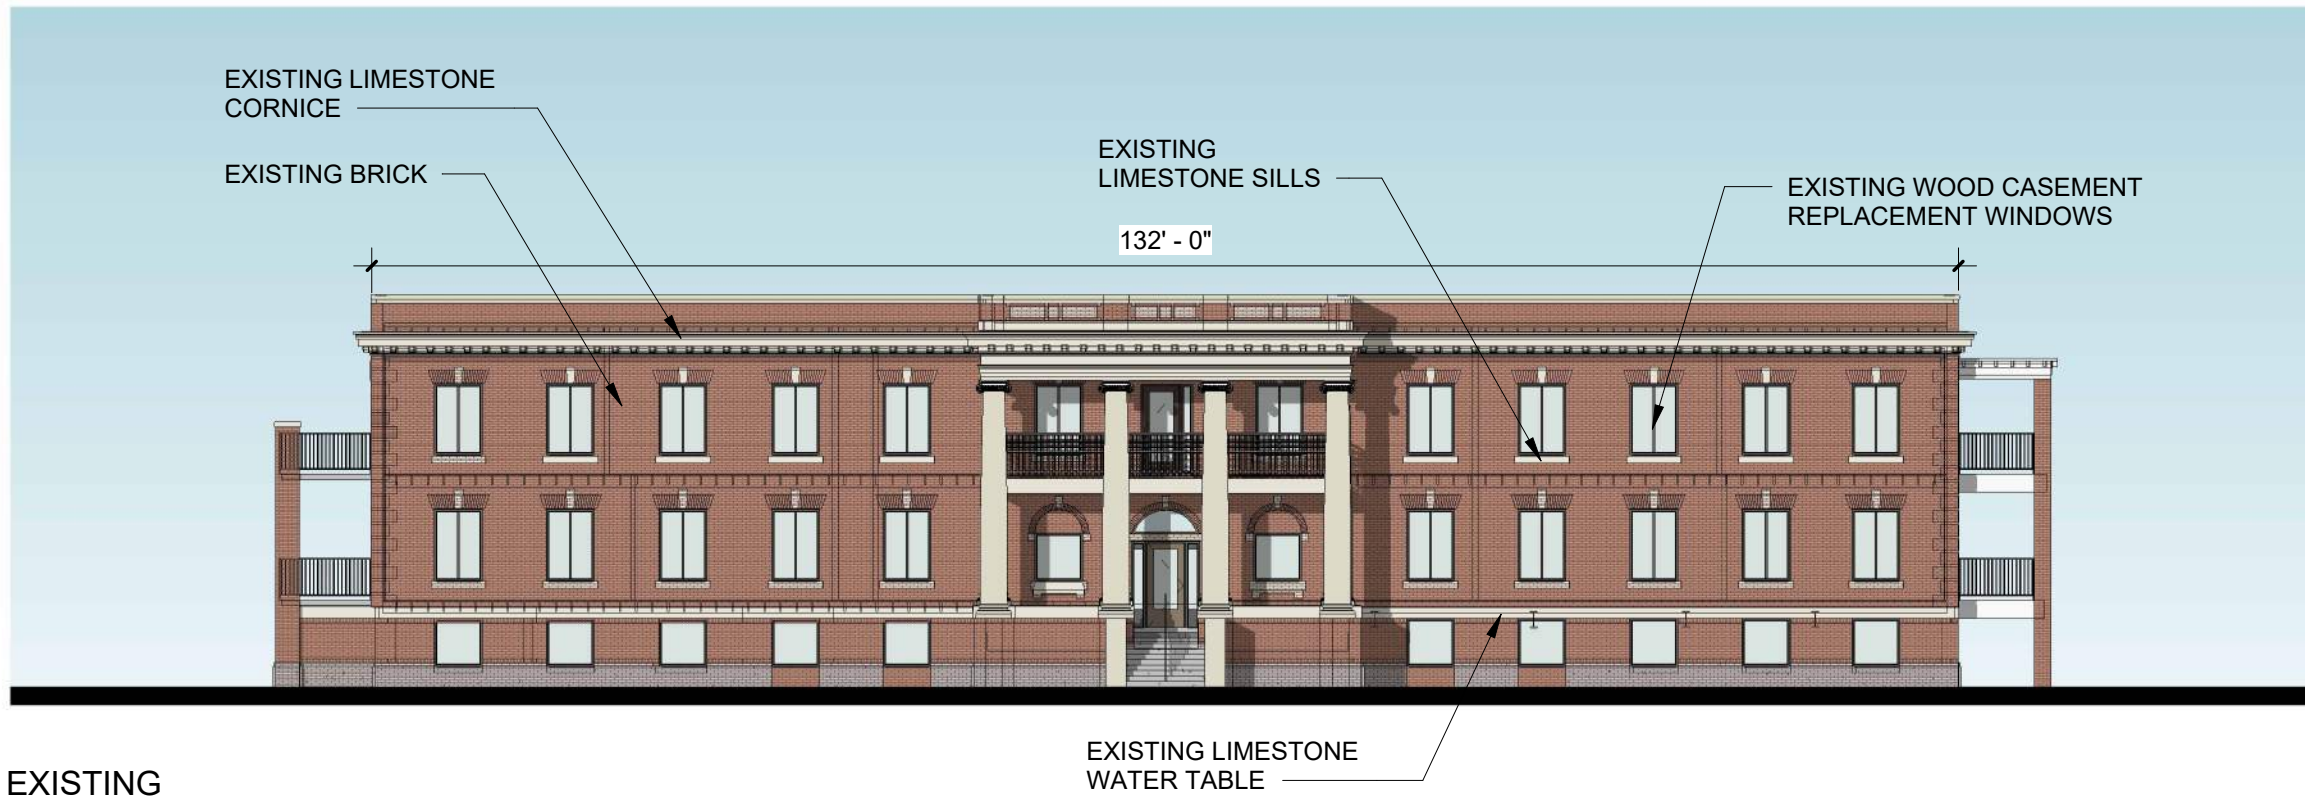 EXISTING LIMESTONE
CORNICE
EXISTING BRICK
EXISTING
LIMESTONE SILLS
EXISTING WOOD CASEMENT
REPLACEMENT WINDOWS
132' - 0"
EXISTING LIMESTONE
WATER TABLE
EXISTING